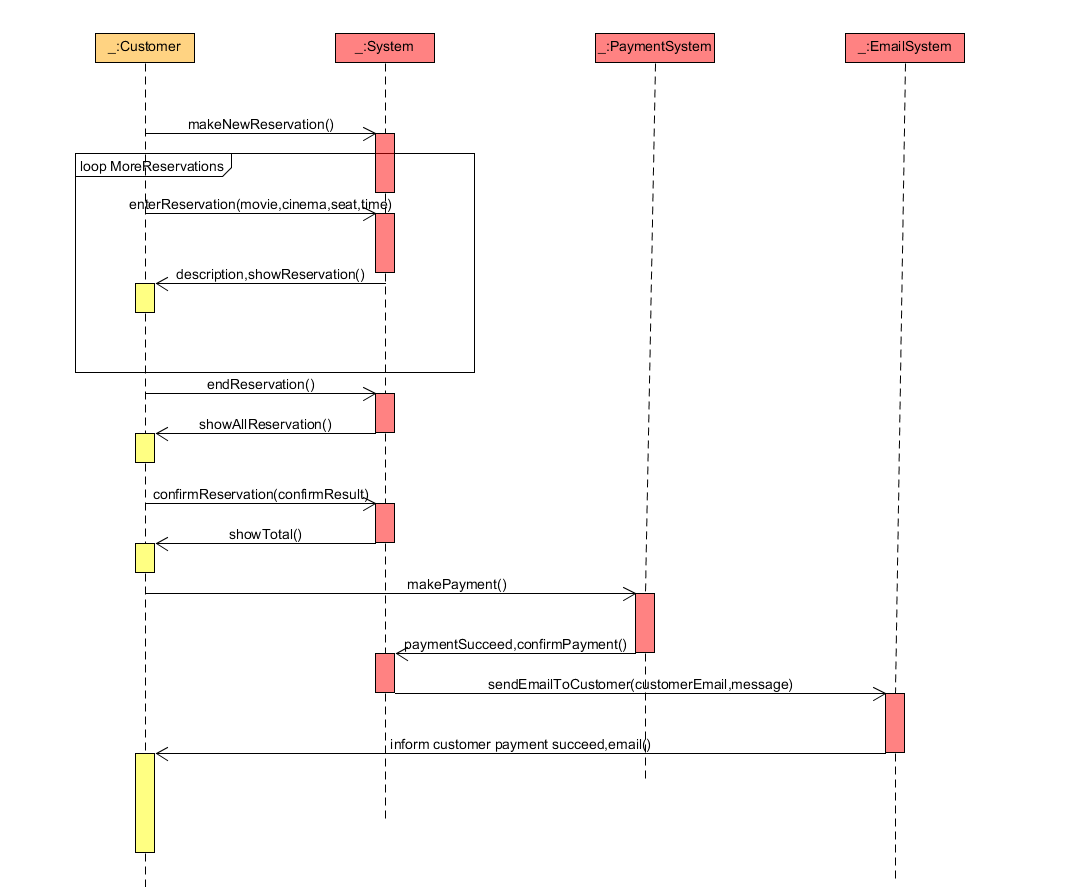 _:Customer
_:System
_:PaymentSystem
_:EmailSystem
makeNewReservation()
loop MoreReservations
enterReservation(movie,cinema,seat,time)
description,showReservation()
endReservation()
showAllReservation()
confirmReservation(confirmResult)
showTotal()
makePayment()
paymentSucceed,confirmPayment()
sendEmailToCustomer(customerEmail,message)
inform customer payment succeed,email()